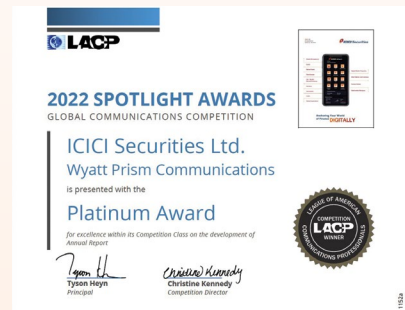 LACP
2022 SPOTLIGHT AWARDS
GLOBAL COMMUNICATIONS COMPETITION
ICICI Securities Ltd.
Wyatt Prism Communications
is presented with the
Platinum Award
for excellence within its Competition Class on the development of
Annual Report
Tyson Heyn
Principal
Christine Kennedy
Christine Kennedy
Competition Director
DIGITALLY
LEAGUE OF AMERICAN
COMPETITION
LACP
WINNER
COMMUNICATIONS PROFESSIONALS
1152a